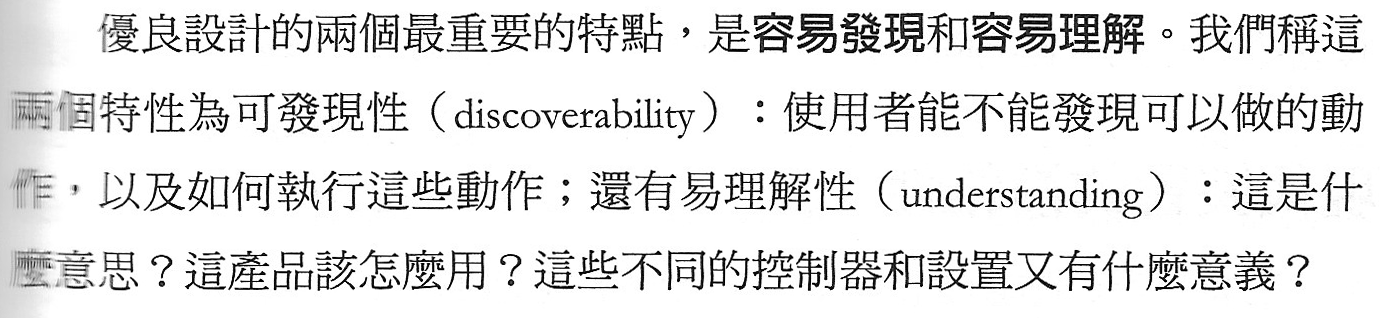 優良設計的兩個最重要的特點，是容易發現和容易理解。我們稱這
兩個特性為可發現性（discoverability）：使用者能不能發現可以做的動
作，以及如何執行這些動作；還有易理解性（understanding）：這是什
麼意思？這產品該怎麼用？這些不同的控制器和設置又有什麼意義？